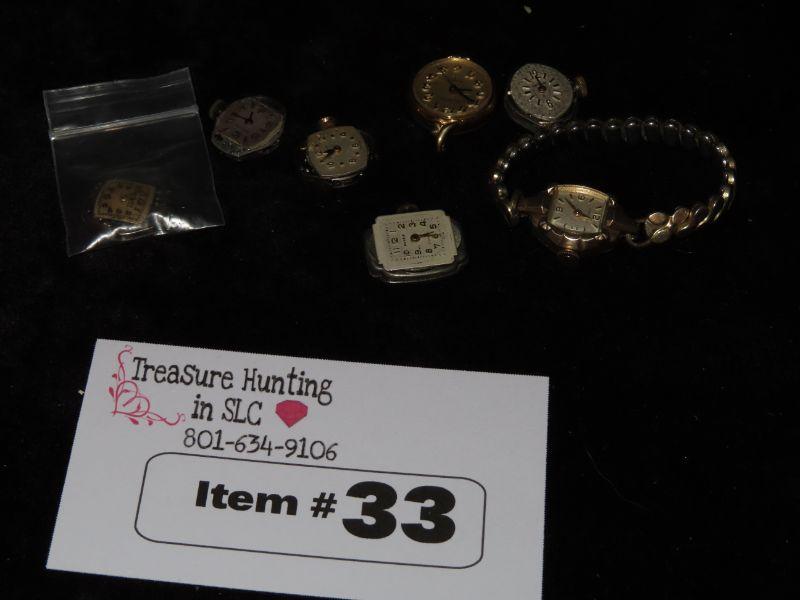 Treasure Hunting
in SLC
801-634-9106
Item #33